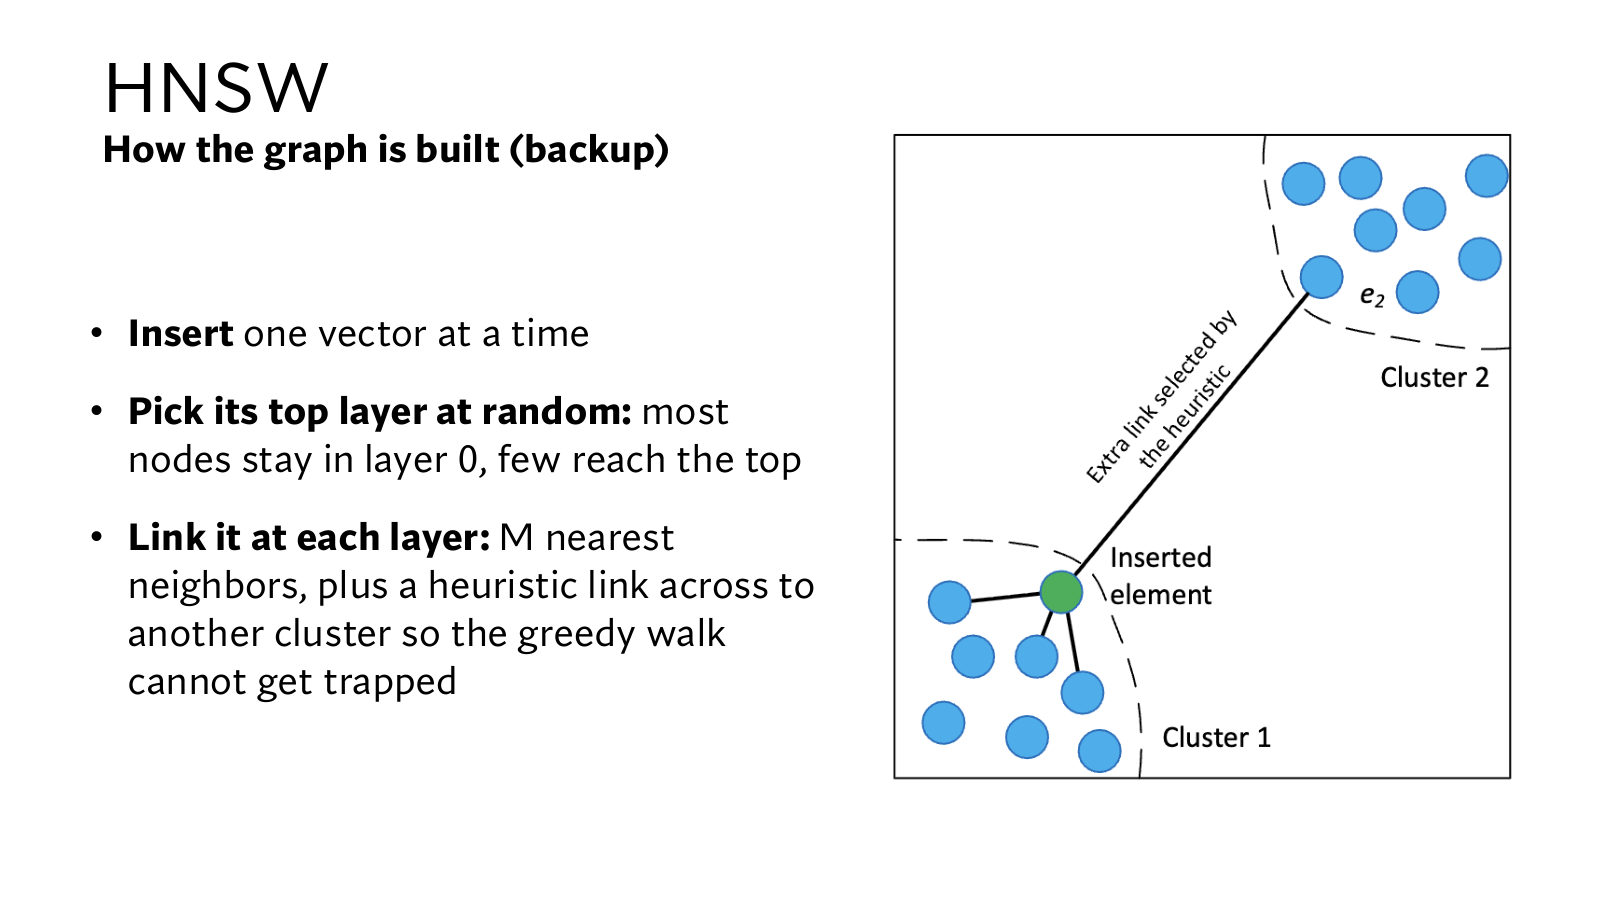 HNSW
How the graph is built (backup)
• Insert one vector at a time
• Pick its top layer at random: most
nodes stay in layer 0, few reach the top
• Link it at each layer: M nearest
neighbors, plus a heuristic link across to
another cluster so the greedy walk
cannot get trapped
e₂
Cluster 2
Extra link selected by
the heuristic
Inserted
element
Cluster 1